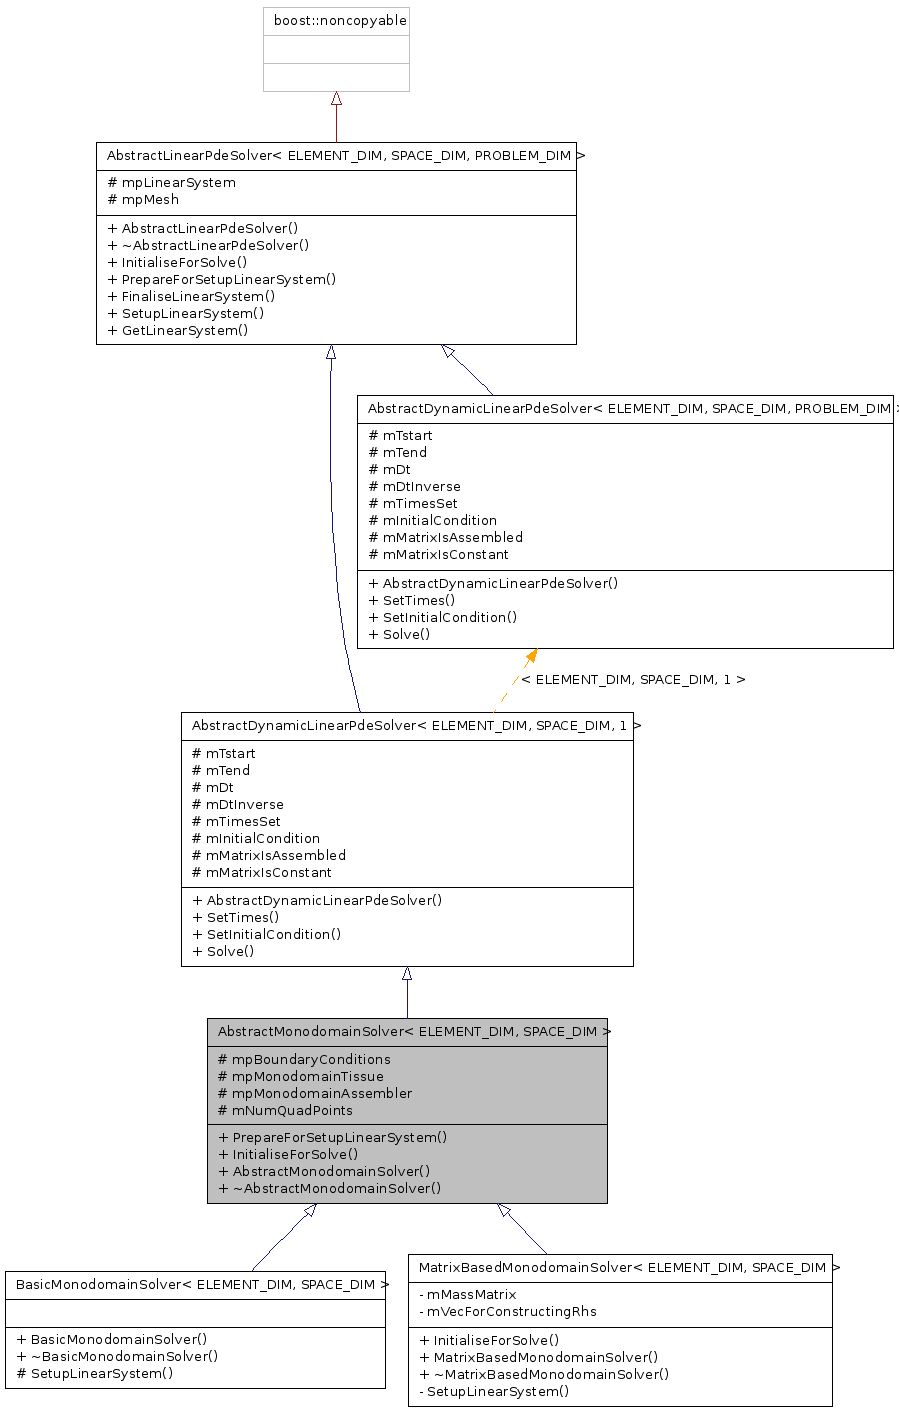 boost::noncopyable
AbstractLinearPdeSolver< ELEMENT_DIM, SPACE_DIM, PROBLEM_DIM >
# mpLinearSystem
# mpMesh
+ AbstractLinearPdeSolver()
+ ~AbstractLinearPdeSolver()
+ InitialiseForSolve()
+ PrepareForSetupLinearSystem()
+ FinaliseLinearSystem()
+ SetupLinearSystem()
+ GetLinearSystem()
AbstractDynamicLinearPdeSolver< ELEMENT_DIM, SPACE_DIM, PROBLEM_DIM >
# mTstart
# mTend
# mDt
# mDtInverse
# mTimesSet
# mInitialCondition
# mMatrixIsAssembled
# mMatrixIsConstant
+ AbstractDynamicLinearPdeSolver()
+ SetTimes()
+ SetInitialCondition()
+ Solve()
< ELEMENT_DIM, SPACE_DIM, 1 >
AbstractDynamicLinearPdeSolver< ELEMENT_DIM, SPACE_DIM, 1 >
# mTstart
# mTend
# mDt
# mDtInverse
# mTimesSet
# mInitialCondition
# mMatrixIsAssembled
# mMatrixIsConstant
+ AbstractDynamicLinearPdeSolver()
+ SetTimes()
+ SetInitialCondition()
+ Solve()
AbstractMonodomainSolver< ELEMENT_DIM, SPACE_DIM >
# mpBoundaryConditions
# mpMonodomainTissue
# mpMonodomainAssembler
# mNumQuadPoints
+ PrepareForSetupLinearSystem()
+ InitialiseForSolve()
+ AbstractMonodomainSolver()
+ ~AbstractMonodomainSolver()
BasicMonodomainSolver< ELEMENT_DIM, SPACE_DIM >
+ BasicMonodomainSolver()
+ ~BasicMonodomainSolver()
# SetupLinearSystem()
MatrixBasedMonodomainSolver< ELEMENT_DIM, SPACE_DIM >
- mMassMatrix
- mVecForConstructingRhs
+ InitialiseForSolve()
+ MatrixBasedMonodomainSolver()
+ ~MatrixBasedMonodomainSolver()
- SetupLinearSystem()